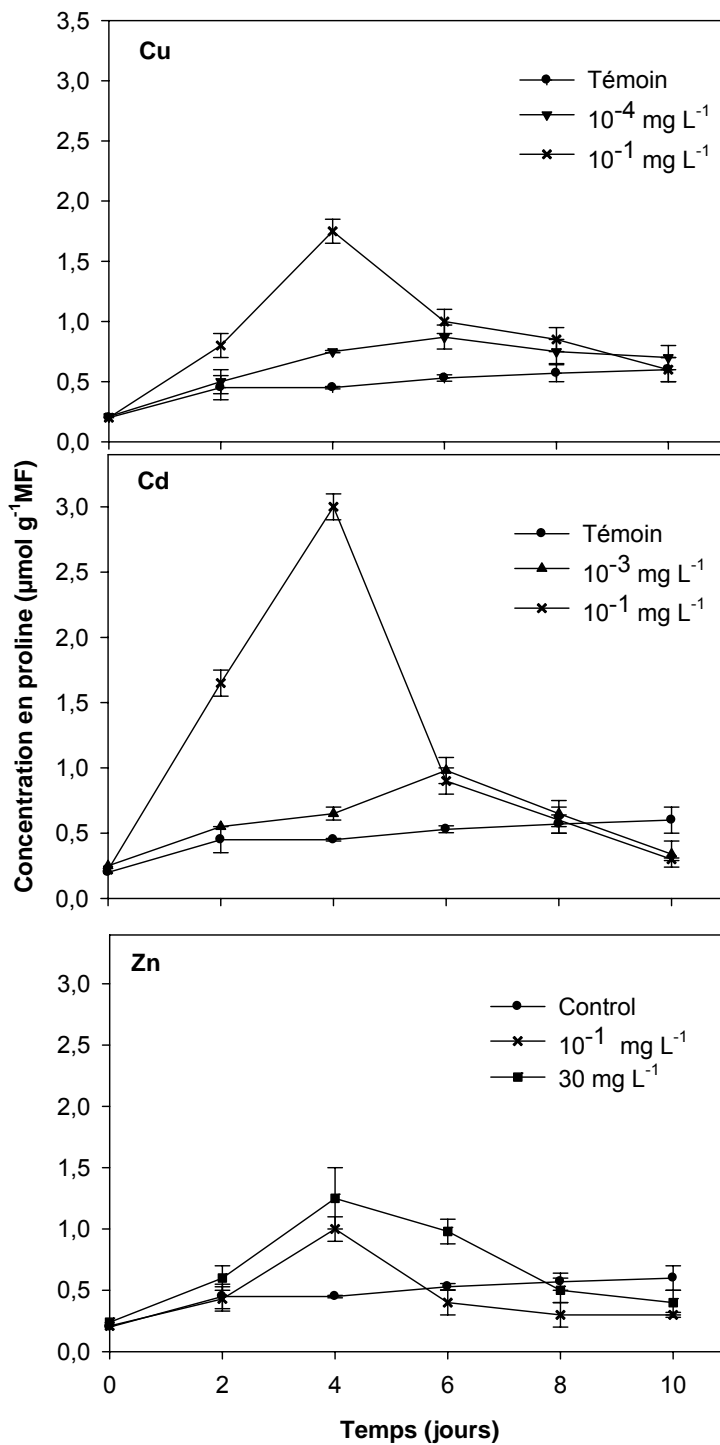 Cu
3,5
3,0
2,5
2,0
1,5
1,0
0,5
0,0
Témoin
10⁻⁴ mg L⁻¹
10⁻¹ mg L⁻¹
Concentration en proline (µmol g⁻¹MF)
Cd
3,0
2,5
2,0
1,5
1,0
0,5
0,0
Témoin
10⁻³ mg L⁻¹
10⁻¹ mg L⁻¹
Zn
3,0
2,5
2,0
1,5
1,0
0,5
0,0
Control
10⁻¹ mg L⁻¹
30 mg L⁻¹
0 2 4 6 8 10
Temps (jours)